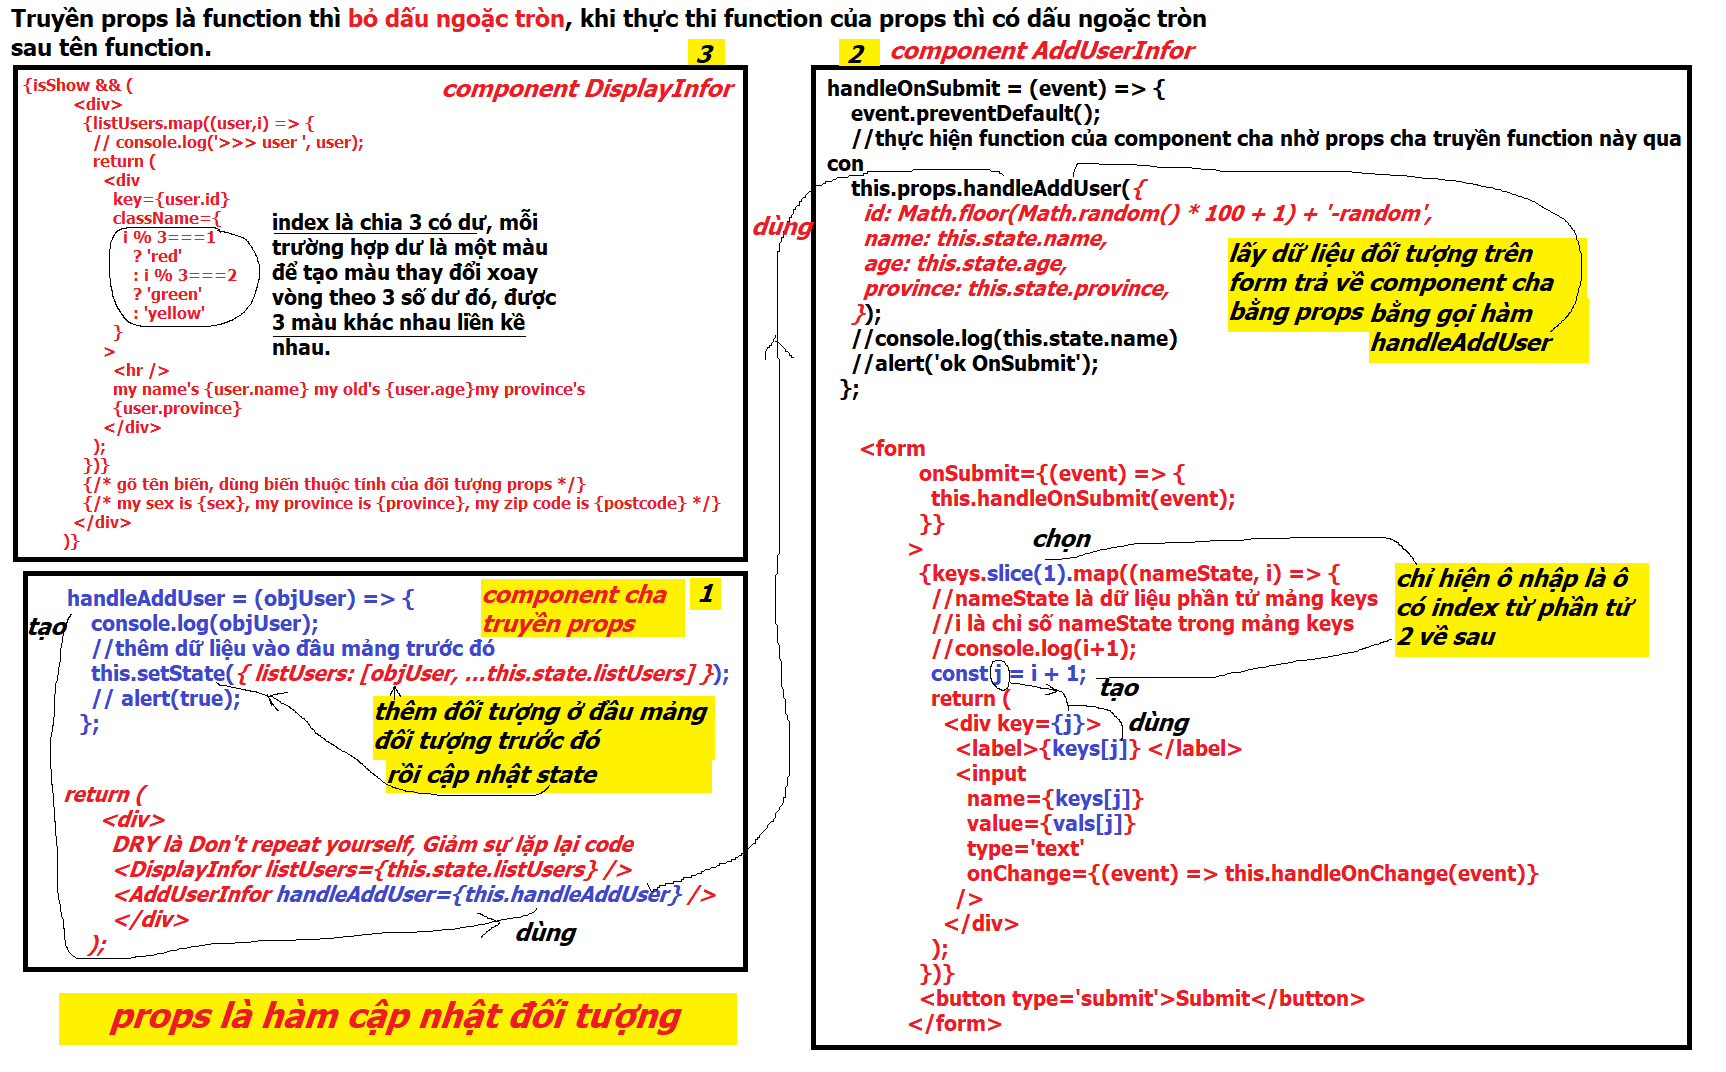 Truyền props là function thì bỏ dấu ngoặc tròn, khi thực thi function của props thì có dấu ngoặc tròn
sau tên function.
3
component DisplayInfor
{isShow && (
<div>
{listUsers.map((user,i) => {
// console.log('>>> user ', user);
return (
<div
key={user.id}
className={
i % 3===1
? 'red'
: i % 3===2
? 'green'
: 'yellow'
}
>
<hr />
my name's {user.name} my old's {user.age}my province's
{user.province}
</div>
);
})}
{/* gõ tên biến, dùng biến thuộc tính của đối tượng props */}
{/* my sex is {sex}, my province is {province}, my zip code is {postcode} */}
</div>
)}
index là chia 3 có dư, mỗi
trường hợp dư là một màu
để tạo màu thay đổi xoay
vòng theo 3 số dư đó, được
3 màu khác nhau liền kề
nhau.
1
component cha
truyền props
tạo
handleAddUser = (objUser) => {
console.log(objUser);
//thêm dữ liệu vào đầu mảng trước đó
this.setState({ listUsers: [objUser, ...this.state.listUsers] });
// alert(true);
};
thêm đối tượng ở đầu mảng
đối tượng trước đó
rồi cập nhật state
return (
<div>
DRY là Don't repeat yourself, Giảm sự lặp lại code
<DisplayInfor listUsers={this.state.listUsers} />
<AddUserInfor handleAddUser={this.handleAddUser} />
</div>
);
dùng
props là hàm cập nhật đối tượng
dùng
2
component AddUserInfor
handleOnSubmit = (event) => {
event.preventDefault();
//thực hiện function của component cha nhờ props cha truyền function này qua
con
this.props.handleAddUser({
id: Math.floor(Math.random() * 100 + 1) + '-random',
name: this.state.name,
age: this.state.age,
province: this.state.province,
});
//console.log(this.state.name)
//alert('ok OnSubmit');
};
lấy dữ liệu đối tượng trên
form trả về component cha
bằng props bằng gọi hàm
handleAddUser
<form
onSubmit={(event) => {
this.handleOnSubmit(event);
}}
>
chọn
{keys.slice(1).map((nameState, i) => {
//nameState là dữ liệu phần tử mảng keys
//i là chỉ số nameState trong mảng keys
//console.log(i+1);
const j = i + 1;
tạo
return (
<div key={j}>
dùng
<label>{keys[j]} </label>
<input
name={keys[j]}
value={vals[j]}
type='text'
onChange={(event) => this.handleOnChange(event)}
/>
</div>
);
})}
<button type='submit'>Submit</button>
</form>
chỉ hiện ô nhập là ô
có index từ phần tử
2 về sau